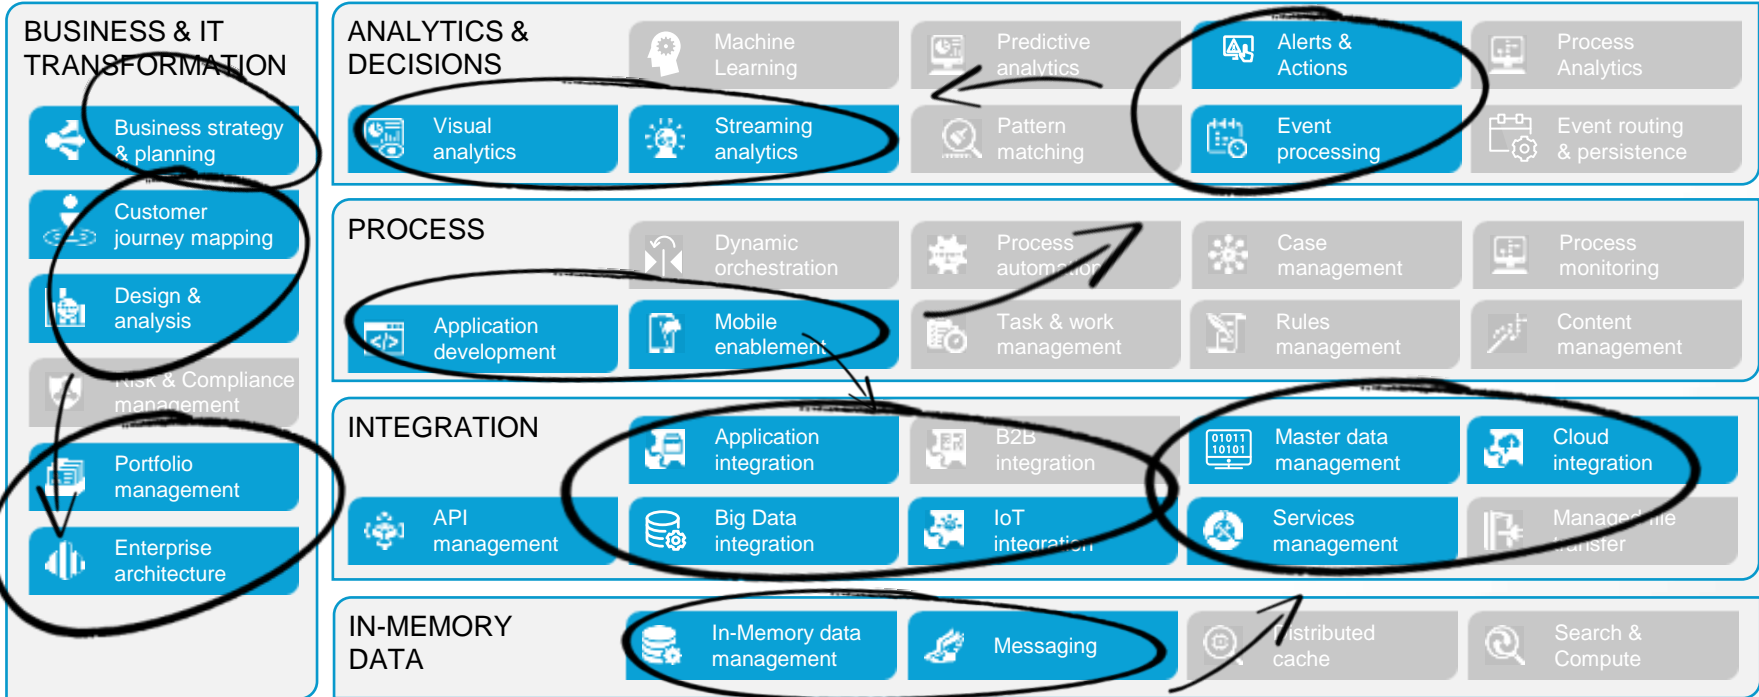 BUSINESS & IT
TRANSFORMATION
Business strategy
& planning
Customer
journey mapping
Design &
analysis
Risk & Compliance
management
Portfolio
management
Enterprise
architecture
ANALYTICS &
DECISIONS
Machine
Learning
Predictive
analytics
Alerts &
Actions
Process
Analytics
Visual
analytics
Streaming
analytics
Pattern
matching
Event
processing
Event routing
& persistence
PROCESS
Dynamic
orchestration
Process
automation
Case
management
Process
monitoring
Application
development
Mobile
enablement
Task & work
management
Rules
management
Content
management
INTEGRATION
Application
integration
B2B
integration
01011
10101
Master data
management
Cloud
integration
API
management
Big Data
integration
IoT
integration
Services
management
Managed file
transfer
IN-MEMORY
DATA
In-Memory data
management
Messaging
Distributed
cache
Search &
Compute